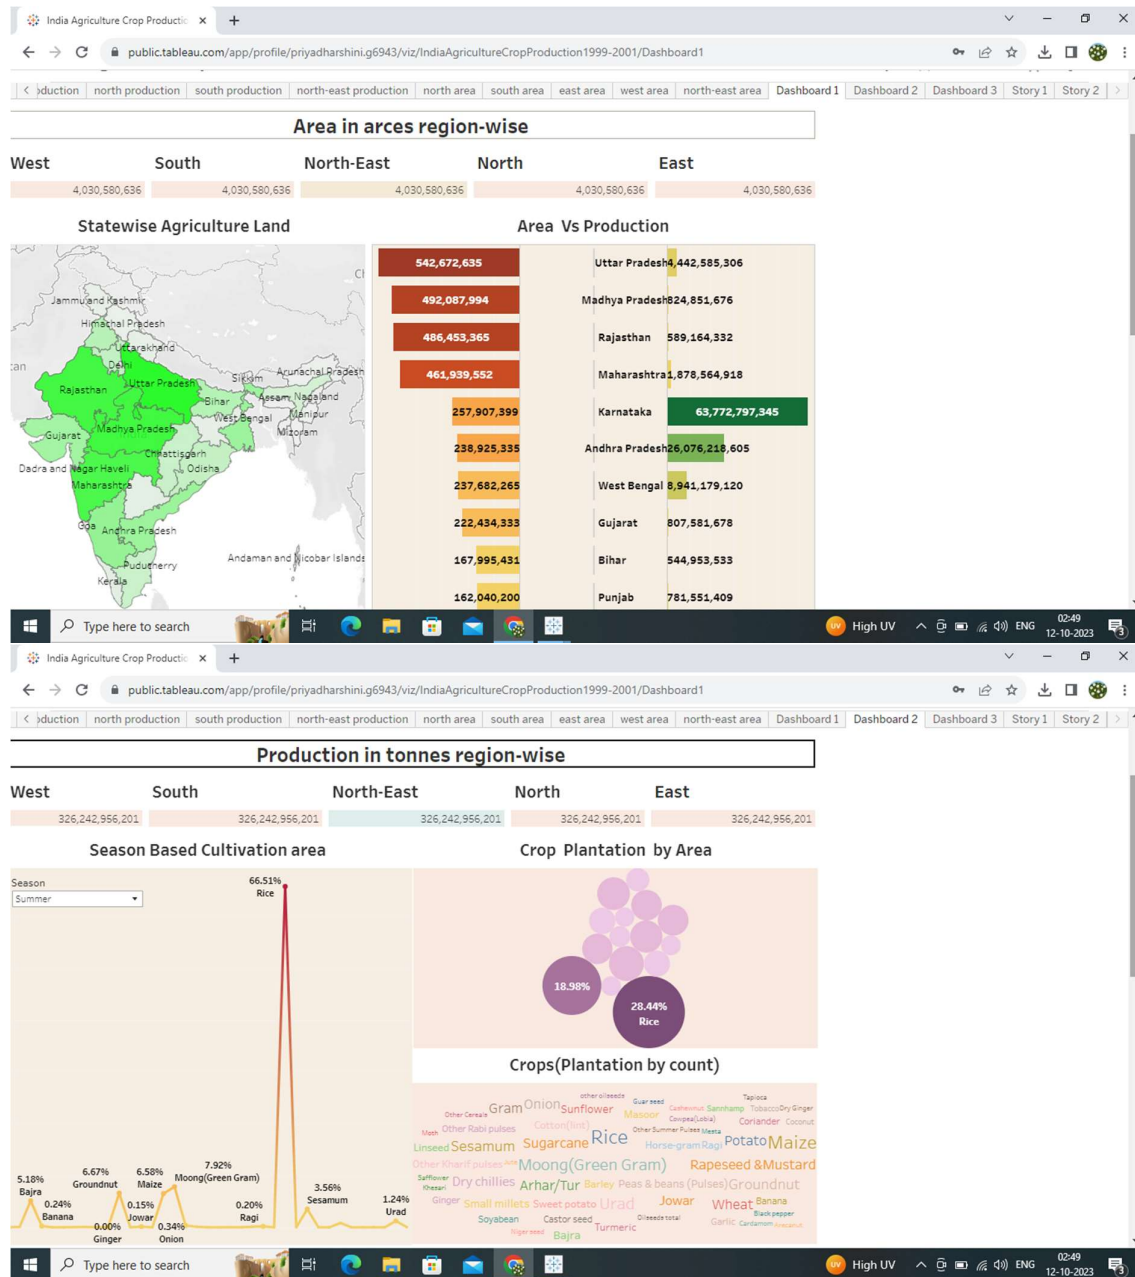 India Agriculture Crop Productic
public.tableau.com/app/profile/priyadharshini.g6943/viz/IndiaAgricultureCropProduction1999-2001/Dashboard1
north production south production north-east production north area south area east area west area north-east area Dashboard 1 Dashboard 2 Dashboard 3 Story 1 Story 2
Area in arces region-wise
West South North-East North East
4,030,580,636 4,030,580,636 4,030,580,636 4,030,580,636 4,030,580,636
Statewise Agriculture Land
Jammu and Kashmir
Himachal Pradesh
Uttarakhand
Delhi
Rajasthan
Uttar Pradesh
Sikkim
Arunachal Pradesh
Bihar
Assam Nagaland
West Bengal
Manipur
Madhya Pradesh
Mizoram
Gujarat
Chhattisgarh
Dadra and Nagar Haveli
Odisha
Maharashtra
Goa
Andhra Pradesh
Puducherry
Andaman and Nicobar Islands
Kerala
Area Vs Production
542,672,635 Uttar Pradesh 4,442,585,306
492,087,994 Madhya Pradesh 824,851,676
486,453,365 Rajasthan 589,164,332
461,939,552 Maharashtra 1,878,564,918
257,907,399 Karnataka 63,772,797,345
238,925,335 Andhra Pradesh 26,076,218,605
237,682,265 West Bengal 8,941,179,120
222,434,333 Gujarat 807,581,678
167,995,431 Bihar 544,953,533
162,040,200 Punjab 781,551,409
Type here to search
High UV
ENG
02:49
12-10-2023
India Agriculture Crop Productic
public.tableau.com/app/profile/priyadharshini.g6943/viz/IndiaAgricultureCropProduction1999-2001/Dashboard1
north production south production north-east production north area south area east area west area north-east area Dashboard 1 Dashboard 2 Dashboard 3 Story 1 Story 2
Production in tonnes region-wise
West South North-East North East
326,242,956,201 326,242,956,201 326,242,956,201 326,242,956,201 326,242,956,201
Season Based Cultivation area
Season
Summer
66.51%
Rice
5.18%
Bajra
0.24%
Banana
6.67%
Groundnut
0.00%
Ginger
0.15%
Jowar
6.58%
Maize
0.34%
Onion
7.92%
Moong(Green Gram)
0.20%
Ragi
3.56%
Sesamum
1.24%
Urad
Crop Plantation by Area
18.98%
28.44%
Rice
Crops(Plantation by count)
other oilseeds Guar seed Tapioca
Other Cereals Gram Onion Sunflower Masoor Cashewnut Sannhamp Tobacco Dry Ginger
Moth Other Rabi pulses Cotton(lint) Cowpea(Lobia) Coriander Coconut
Other Summer Pulses Mesta
Linseed Sesamum Sugarcane Rice Horse-gram Ragi Potato Maize
Other Kharif pulses Jute Moong(Green Gram) Rapeseed &Mustard
Safflower Khesari Dry chillies Arhar/Tur Barley Peas & beans (Pulses) Groundnut
Ginger Small millets Sweet potato Urad Jowar Wheat Banana
Soyabean Castor seed Oilseeds total Black pepper
Niger seed Turmeric Garlic Cardamom Arecanut
Bajra
Type here to search
High UV
ENG
02:49
12-10-2023